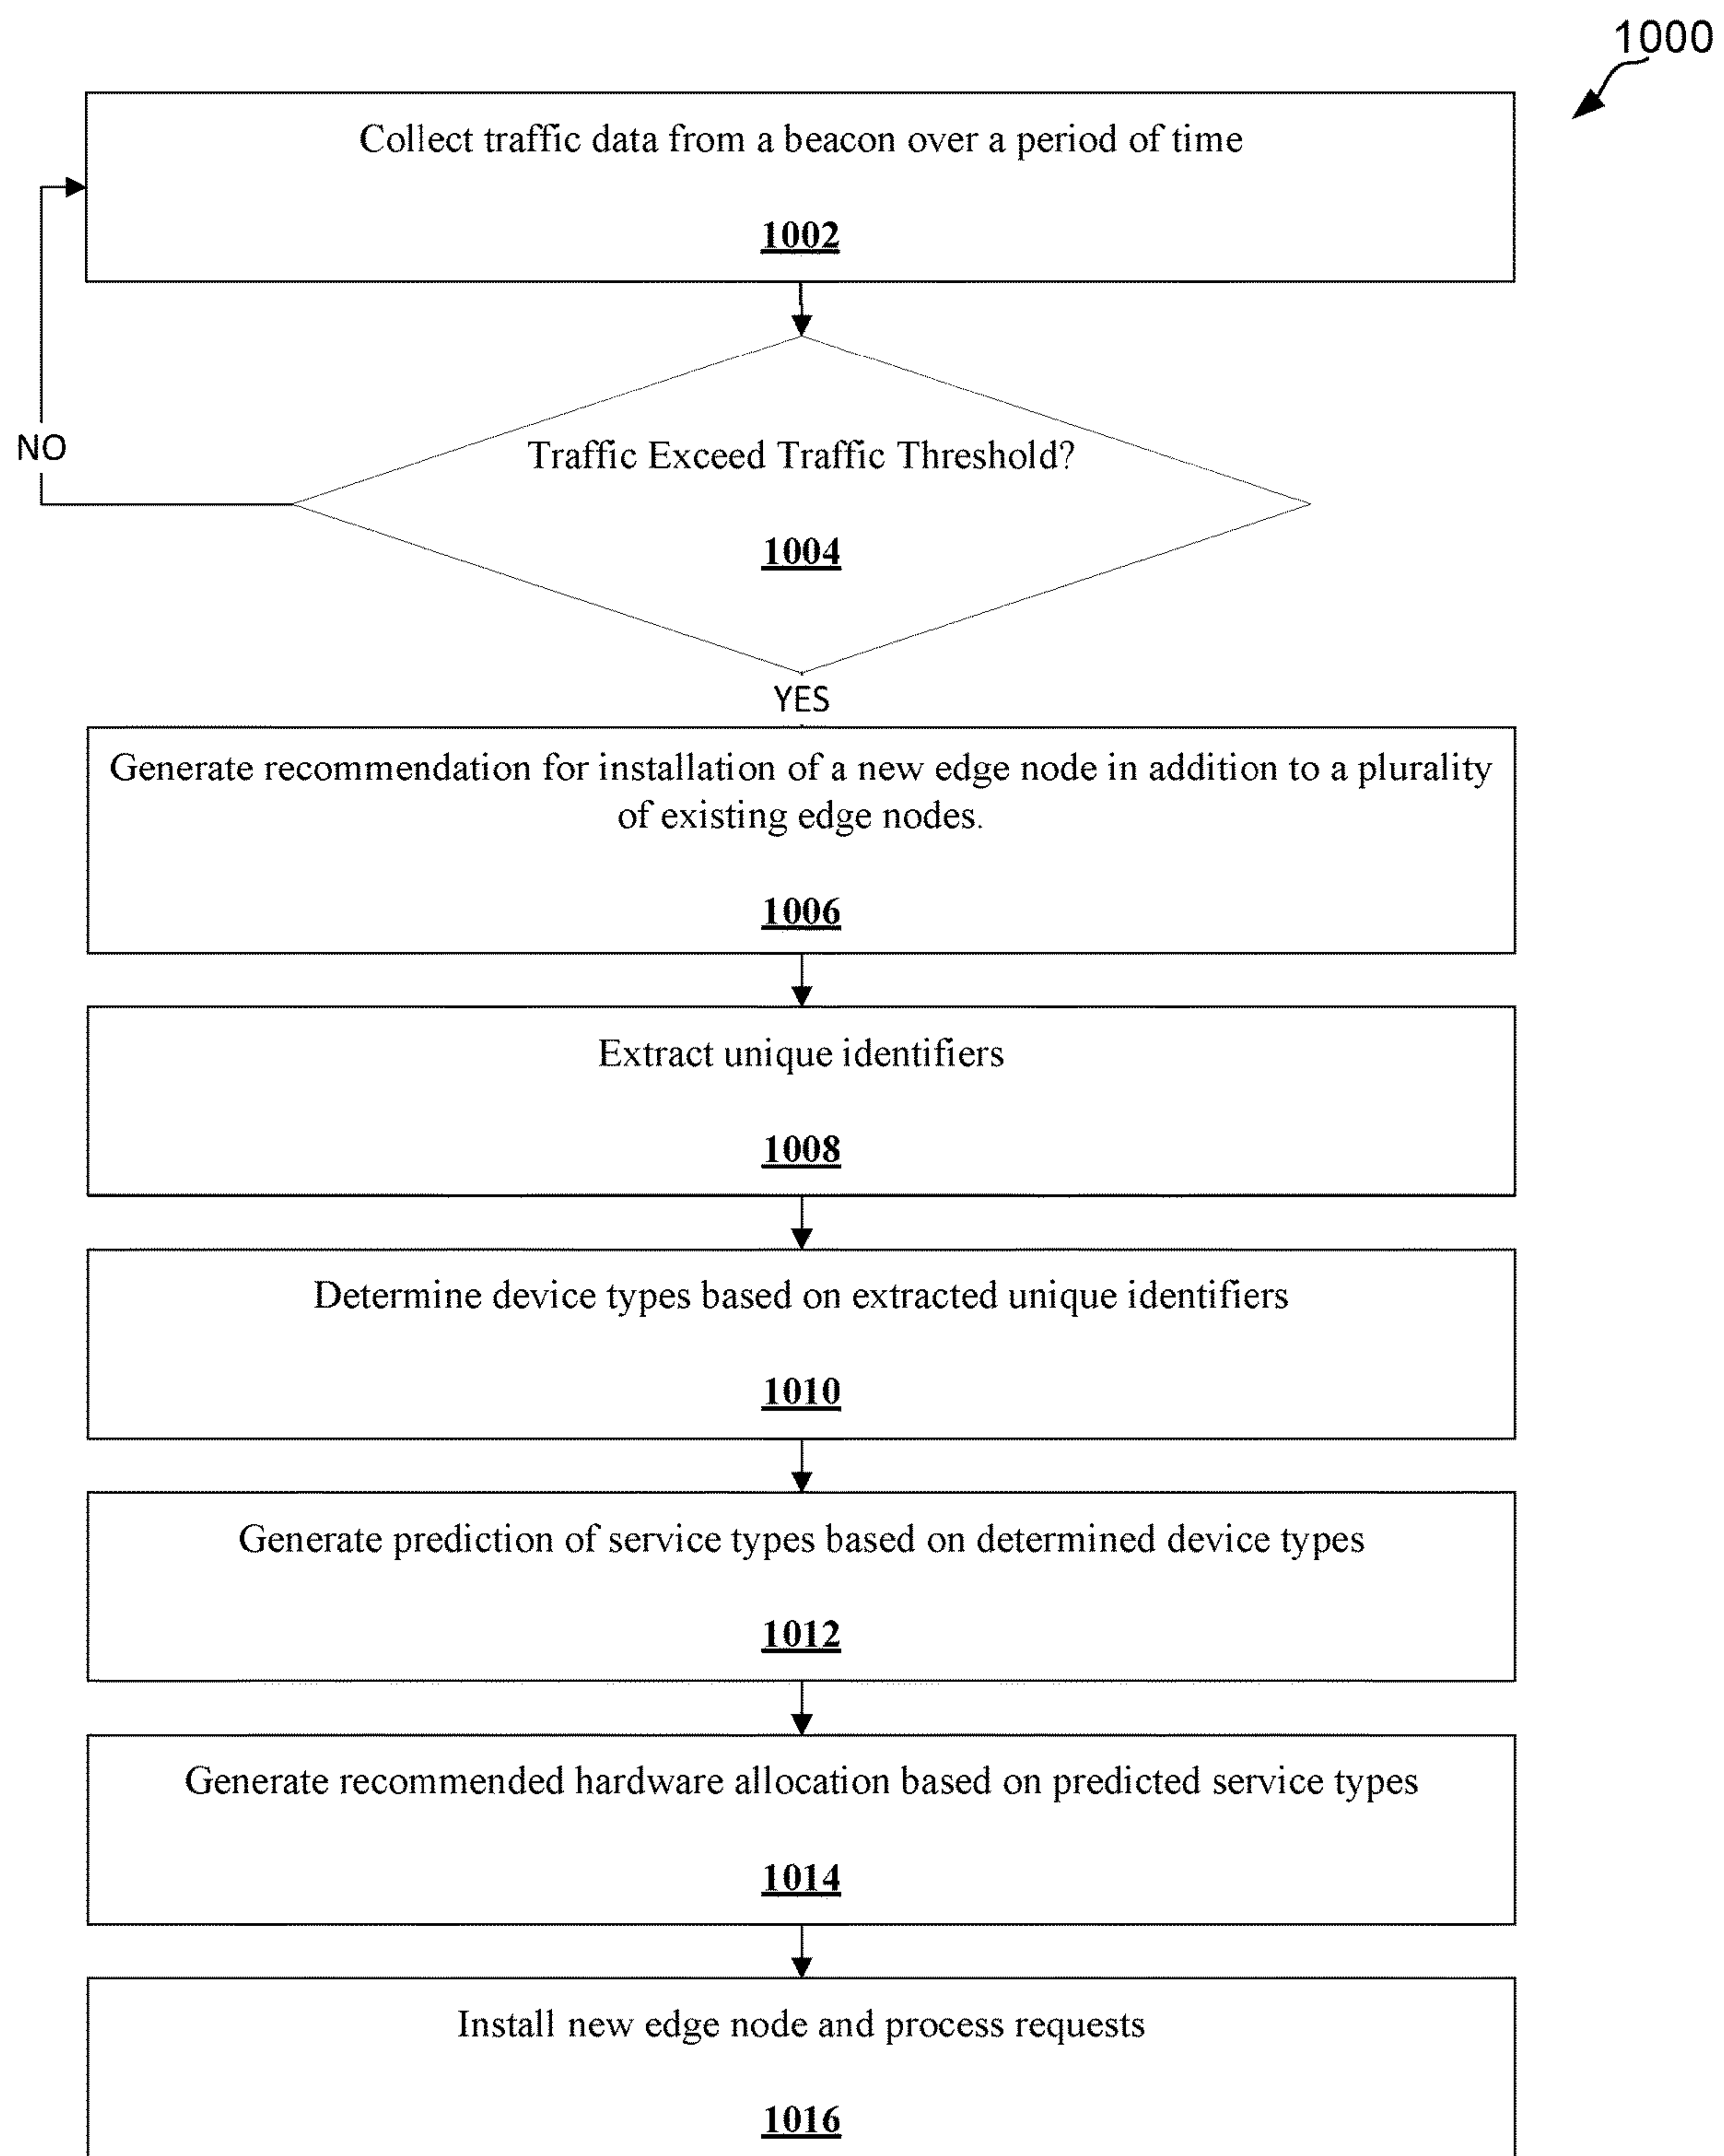 1000
Collect traffic data from a beacon over a period of time
1002
Traffic Exceed Traffic Threshold?
NO
1004
YES
Generate recommendation for installation of a new edge node in addition to a plurality
of existing edge nodes.
1006
Extract unique identifiers
1008
Determine device types based on extracted unique identifiers
1010
Generate prediction of service types based on determined device types
1012
Generate recommended hardware allocation based on predicted service types
1014
Install new edge node and process requests
1016